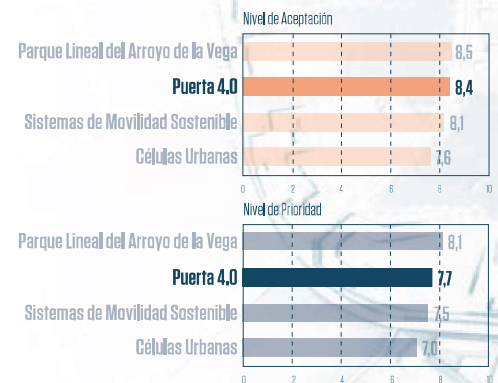 Nivel de Aceptación
Parque Lineal del Arroyo de la Vega 8,5
Puerta 4.0 8,4
Sistemas de Movilidad Sostenible 8,1
Células Urbanas 7,6
0 2 4 6 8 10
Nivel de Prioridad
Parque Lineal del Arroyo de la Vega 8,1
Puerta 4.0 7,7
Sistemas de Movilidad Sostenible 7,5
Células Urbanas 7,0
0 2 4 6 8 10